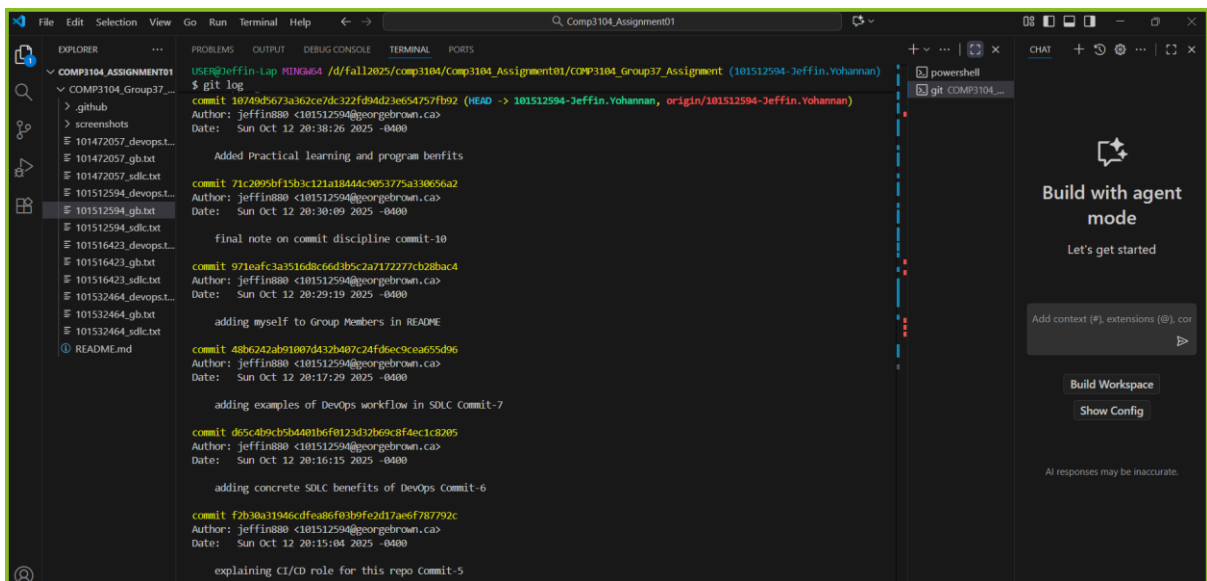 File Edit Selection View Go Run Terminal Help
Comp3104_Assignment01
EXPLORER
COMP3104_ASSIGNMENT01
COMP3104_Group37_...
.github
screenshots
101472057_devops.t...
101472057_gb.txt
101472057_sdlc.txt
101512594_devops.t...
101512594_gb.txt
101512594_sdlc.txt
101516423_devops.t...
101516423_gb.txt
101516423_sdlc.txt
101532464_devops.t...
101532464_gb.txt
101532464_sdlc.txt
README.md
PROBLEMS OUTPUT DEBUG CONSOLE TERMINAL PORTS
USER@Jeffin-Lap MINGW64 /d/fall2025/comp3104/Comp3104_Assignment01/COMP3104_Group37_Assignment (101512594-Jeffin.Yohannan)
$ git log
commit 10749d5673a362ce7dc322fd94d23e654757fb92 (HEAD -> 101512594-Jeffin.Yohannan, origin/101512594-Jeffin.Yohannan)
Author: jeffin880 <101512594@georgebrown.ca>
Date: Sun Oct 12 20:38:26 2025 -0400
Added Practical learning and program benfits
commit 71c2095bf15b3c121a18444c9053775a330656a2
Author: jeffin880 <101512594@georgebrown.ca>
Date: Sun Oct 12 20:30:09 2025 -0400
final note on commit discipline commit-10
commit 971eafc3a3516d8c66d3b5c2a7172277cb28bac4
Author: jeffin880 <101512594@georgebrown.ca>
Date: Sun Oct 12 20:29:19 2025 -0400
adding myself to Group Members in README
commit 48b6242ab91007d432b407c24fd6ec9cea655d96
Author: jeffin880 <101512594@georgebrown.ca>
Date: Sun Oct 12 20:17:29 2025 -0400
adding examples of DevOps workflow in SDLC Commit-7
commit d65c4b9cb5b4401b6f0123d32b69c8f4ec1c8205
Author: jeffin880 <101512594@georgebrown.ca>
Date: Sun Oct 12 20:16:15 2025 -0400
adding concrete SDLC benefits of DevOps Commit-6
commit f2b30a31946cdfea86f03b9fe2d17ae6f787792c
Author: jeffin880 <101512594@georgebrown.ca>
Date: Sun Oct 12 20:15:04 2025 -0400
explaining CI/CD role for this repo Commit-5
powershell
git COMP3104_...
CHAT
Build with agent
mode
Let's get started
Add context (#), extensions (@), cor
Build Workspace
Show Config
AI responses may be inaccurate.
1